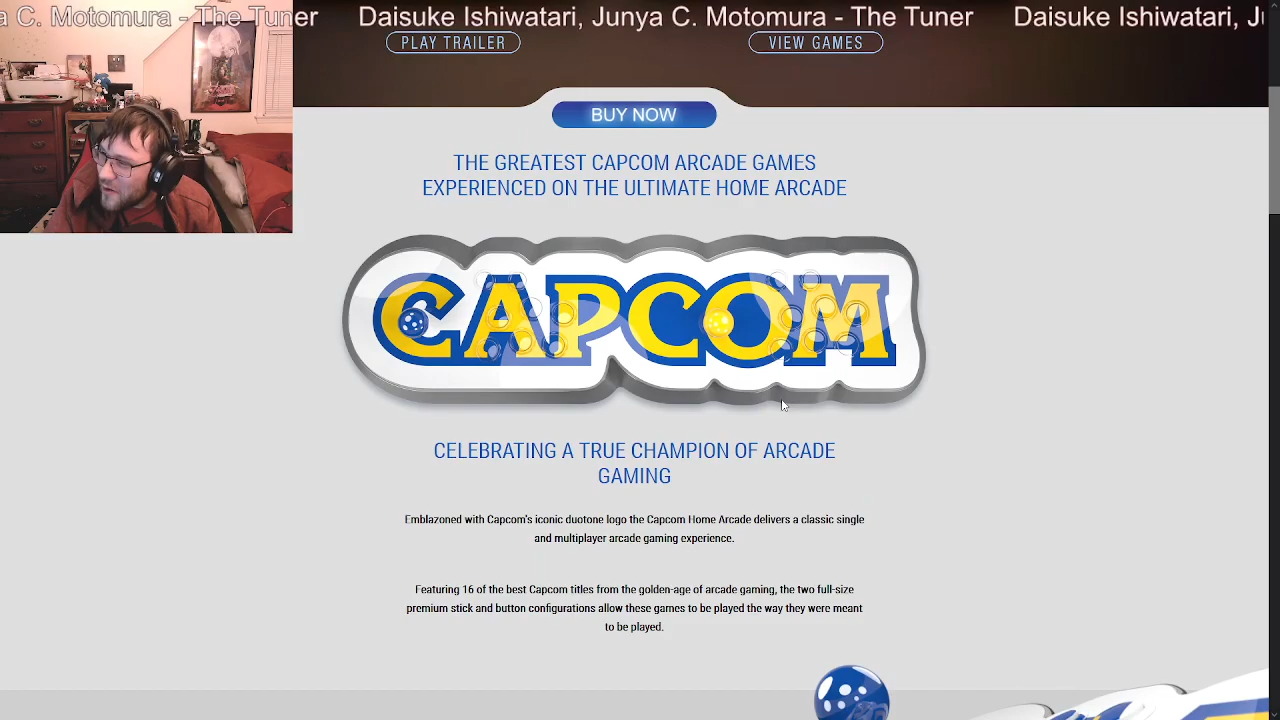 a C. Motomura - The Tuner Daisuke Ishiwatari, Junya C. Motomura - The Tuner Daisuke Ishiwatari, Ju
PLAY TRAILER
VIEW GAMES
BUY NOW
THE GREATEST CAPCOM ARCADE GAMES
EXPERIENCED ON THE ULTIMATE HOME ARCADE
CAPCOM
CELEBRATING A TRUE CHAMPION OF ARCADE
GAMING
Emblazoned with Capcom's iconic duotone logo the Capcom Home Arcade delivers a classic single
and multiplayer arcade gaming experience.
Featuring 16 of the best Capcom titles from the golden-age of arcade gaming, the two full-size
premium stick and button configurations allow these games to be played the way they were meant
to be played.